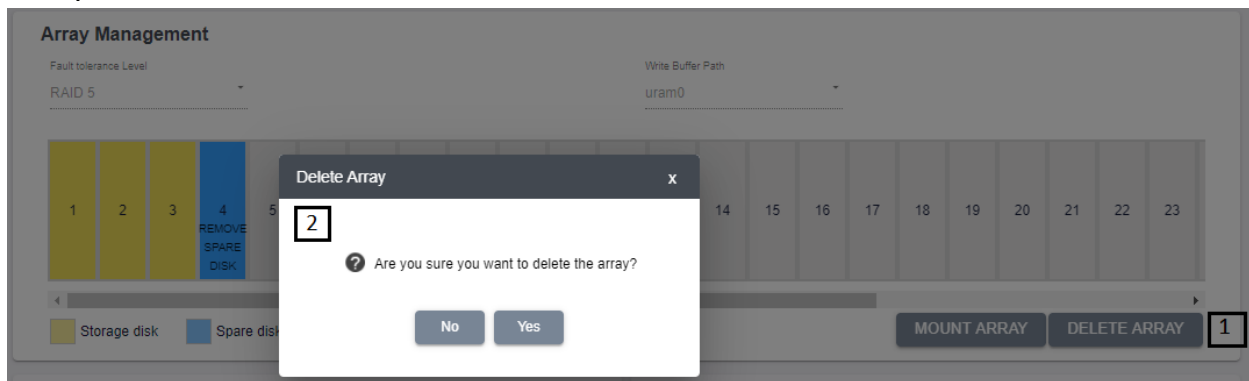 Array Management
Fault tolerance Level
Write Buffer Path
RAID 5
uram0
Delete Array
x
1 2 3 4 5 14 15 16 17 18 19 20 21 22 23
REMOVE
SPARE
DISK
2
Are you sure you want to delete the array?
No Yes
Storage disk
Spare disk
MOUNT ARRAY
DELETE ARRAY
1